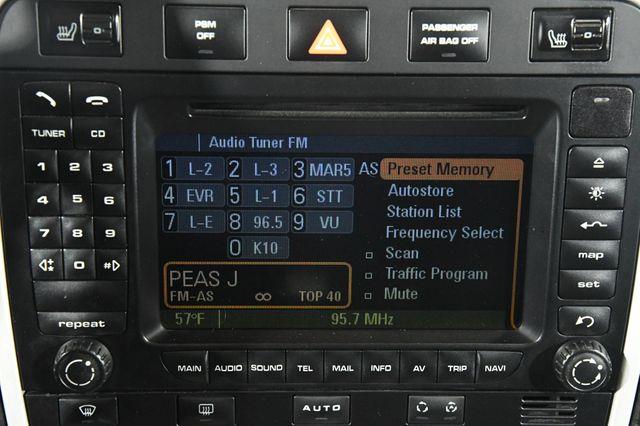 PSM
OFF
PASSENGER
AIR BAG OFF
TUNER CD
1 2 3
4 5 6
7 8 9
* 0 #
repeat
Audio Tuner FM
1 L-2 2 L-3 3 MAR5 AS
4 EVR 5 L-1 6 STT
7 L-E 8 96.5 9 VU
0 K10
Preset Memory
Autostore
Station List
Frequency Select
Scan
Traffic Program
Mute
PEAS J
FM-AS ∞ TOP 40
57°F 95.7 MHz
map
set
MAIN AUDIO SOUND TEL MAIL INFO AV TRIP NAVI
AUTO